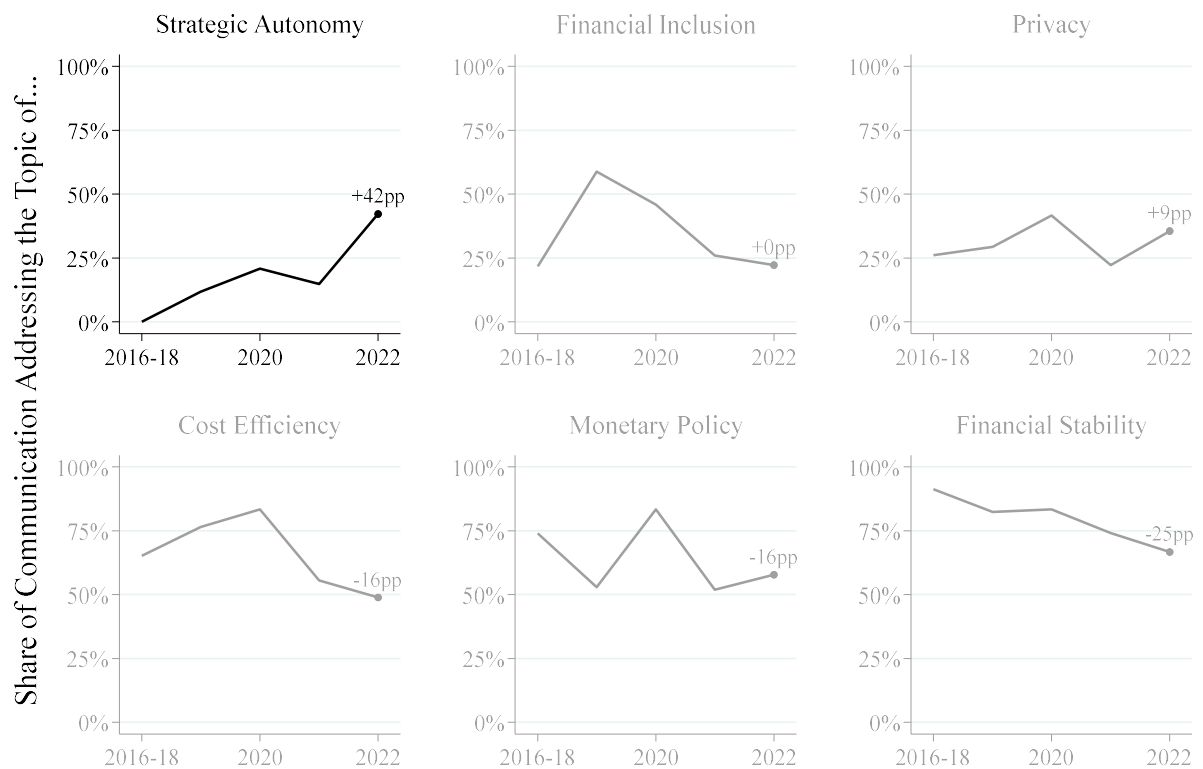 Share of Communication Addressing the Topic of...
Strategic Autonomy
100%
75%
50%
25%
0%
+42pp
2016-18 2020 2022
Financial Inclusion
100%
75%
50%
25%
0%
+0pp
2016-18 2020 2022
Privacy
100%
75%
50%
25%
0%
+9pp
2016-18 2020 2022
Cost Efficiency
100%
75%
50%
25%
0%
-16pp
2016-18 2020 2022
Monetary Policy
100%
75%
50%
25%
0%
-16pp
2016-18 2020 2022
Financial Stability
100%
75%
50%
25%
0%
-25pp
2016-18 2020 2022